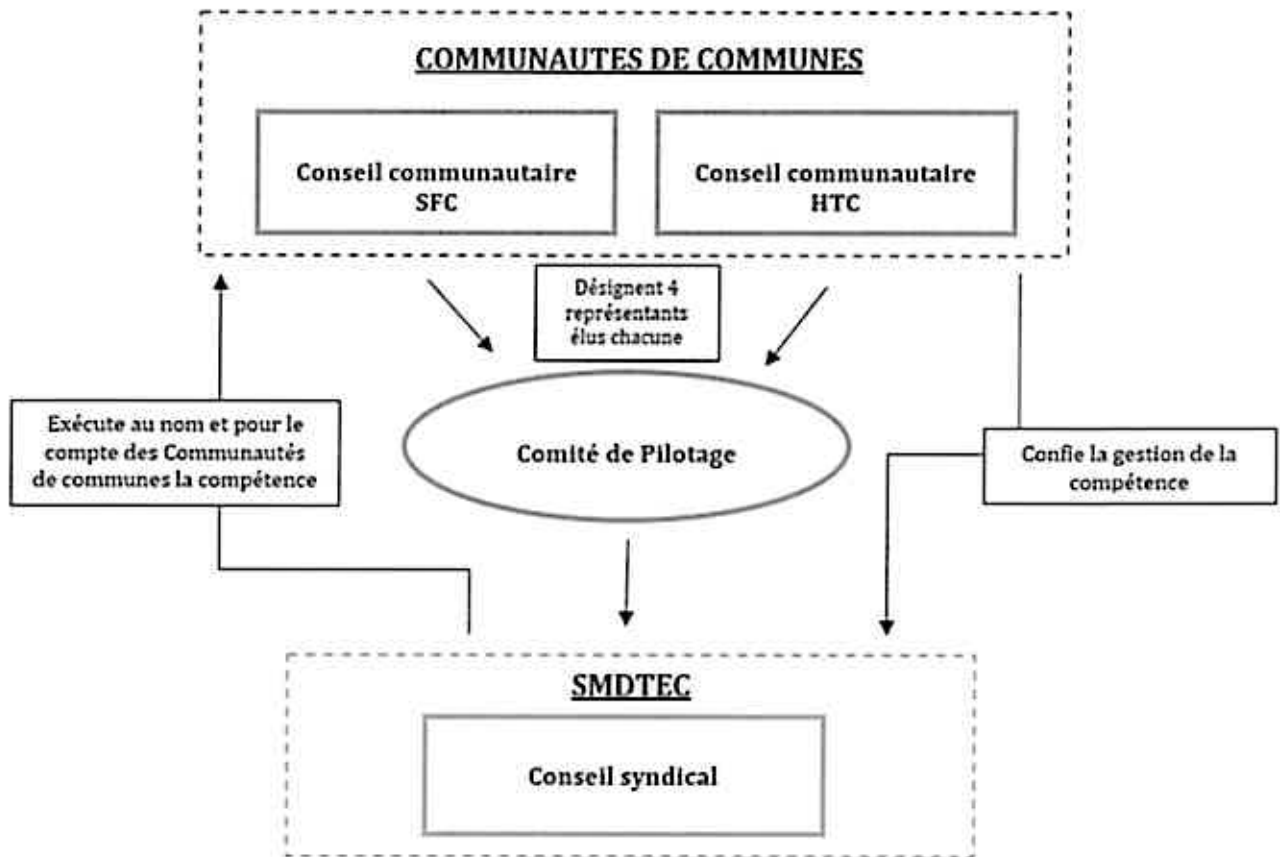 COMMUNAUTES DE COMMUNES
Conseil communautaire
SFC
Conseil communautaire
HTC
Désignent 4
représentants
élus chacune
Exécute au nom et pour le
compte des Communautés
de communes la compétence
Comité de Pilotage
Confie la gestion de la
compétence
SMDTEC
Conseil syndical